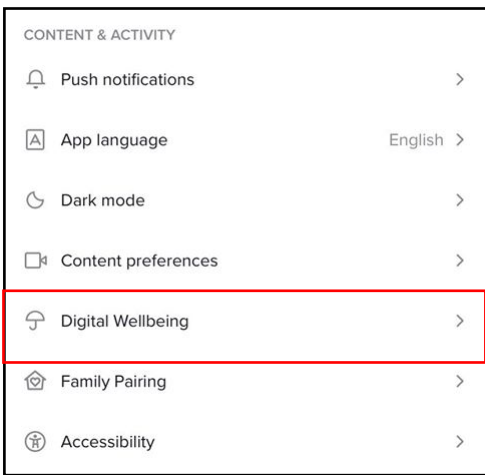 CONTENT & ACTIVITY
Push notifications
App language English
Dark mode
Content preferences
Digital Wellbeing
Family Pairing
Accessibility